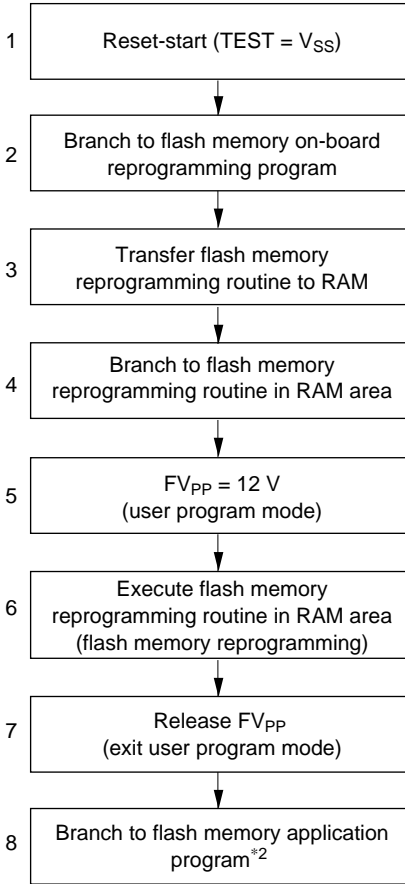 1
Reset-start (TEST = VSS)
2
Branch to flash memory on-board
reprogramming program
3
Transfer flash memory
reprogramming routine to RAM
4
Branch to flash memory
reprogramming routine in RAM area
5
FVPP = 12 V
(user program mode)
6
Execute flash memory
reprogramming routine in RAM area
(flash memory reprogramming)
7
Release FVPP
(exit user program mode)
8
Branch to flash memory application
program*2